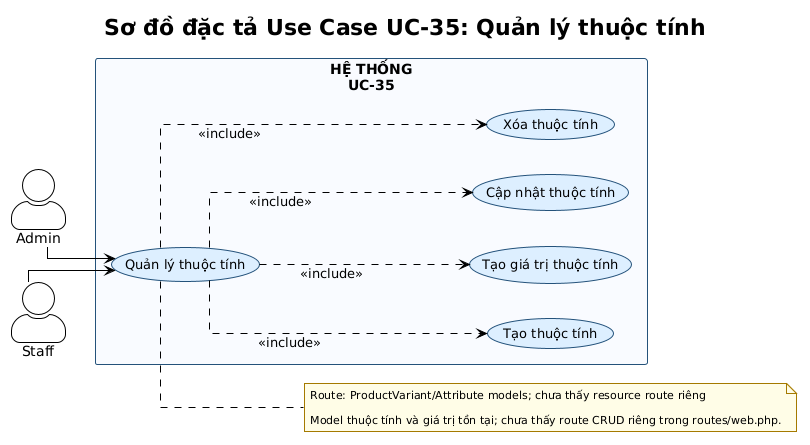 Sơ đồ đặc tả Use Case UC-35: Quản lý thuộc tính
HỆ THỐNG
UC-35
Xóa thuộc tính
«include»
Cập nhật thuộc tính
«include»
Admin
Quản lý thuộc tính
Tạo giá trị thuộc tính
«include»
Tạo thuộc tính
«include»
Staff
Route: ProductVariant/Attribute models; chưa thấy resource route riêng
Model thuộc tính và giá trị tồn tại; chưa thấy route CRUD riêng trong routes/web.php.